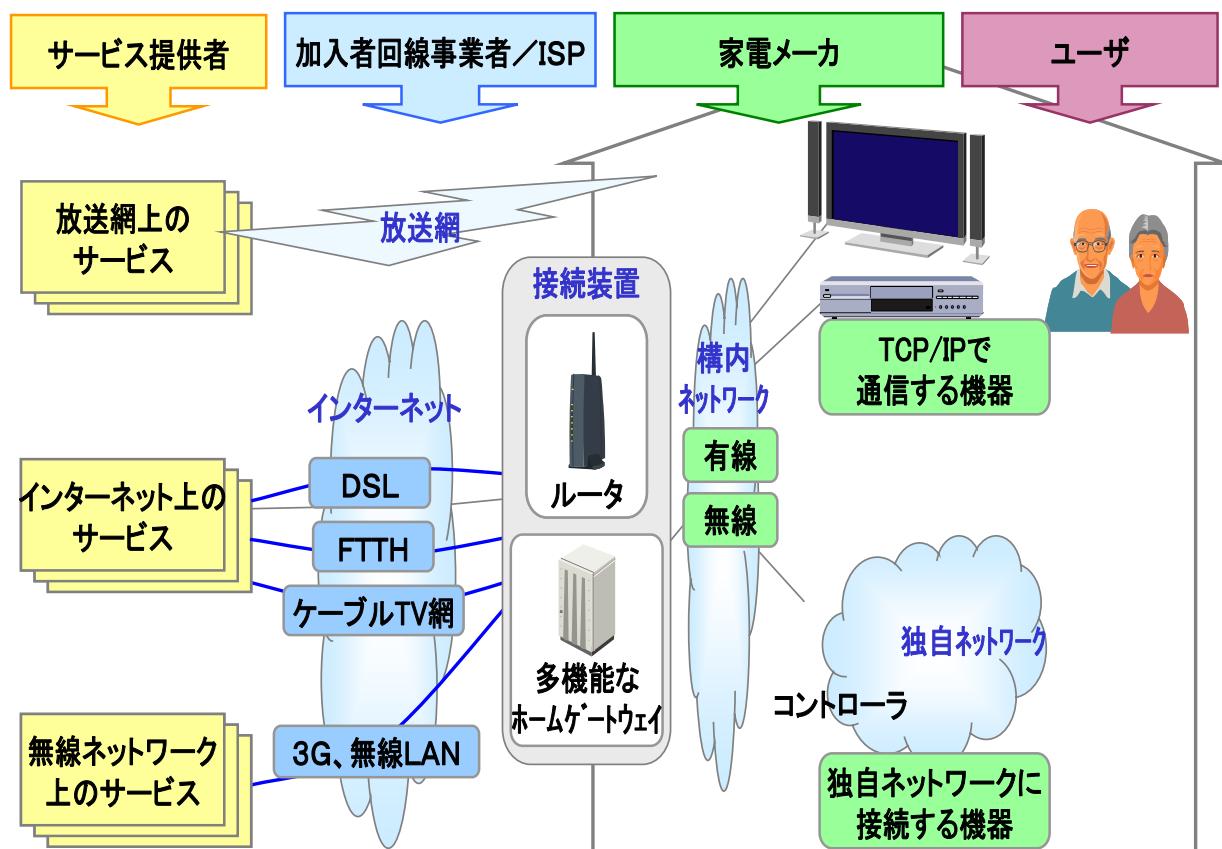 サービス提供者
加入者回線事業者／ISP
家電メーカ
ユーザ
放送網上の
サービス
放送網
接続装置
ルータ
多機能な
ホームゲートウェイ
インターネット
インターネット上の
サービス
DSL
FTTH
ケーブルTV網
3G、無線LAN
無線ネットワーク
上のサービス
構内
ネットワーク
有線
無線
TCP/IPで
通信する機器
独自ネットワーク
コントローラ
独自ネットワークに
接続する機器